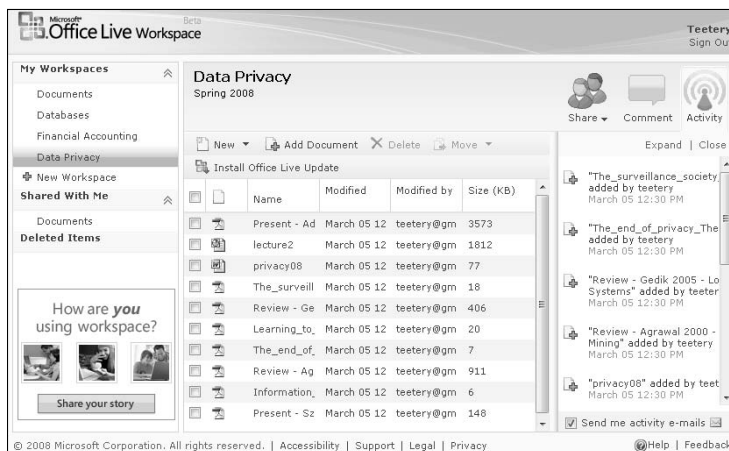 Microsoft®
Office Live Workspace
Beta
Teetery
Sign Out
My Workspaces
Documents
Databases
Financial Accounting
Data Privacy
New Workspace
Shared With Me
Documents
Deleted Items
How are you
using workspace?
Share your story
Data Privacy
Spring 2008
Share Comment Activity
New Add Document Delete Move
Install Office Live Update
Name Modified Modified by Size (KB)
Present - Ad March 05 12 teetery@gm 3573
lecture2 March 05 12 teetery@gm 1812
privacy08 March 05 12 teetery@gm 77
The_surveill March 05 12 teetery@gm 18
Review - Ge March 05 12 teetery@gm 406
Learning_to_ March 05 12 teetery@gm 20
The_end_of_ March 05 12 teetery@gm 7
Review - Ag March 05 12 teetery@gm 911
Information_ March 05 12 teetery@gm 6
Present - Sz March 05 12 teetery@gm 148
Expand | Close
"The_surveillance_society_
added by teetery
March 05 12:30 PM
"The_end_of_privacy_The
added by teetery
March 05 12:30 PM
"Review - Gedik 2005 - Lo
Systems" added by teeter
March 05 12:30 PM
"Review - Agrawal 2000 -
Mining" added by teetery
March 05 12:30 PM
"privacy08" added by teet
March 05 12:30 PM
Send me activity e-mails
© 2008 Microsoft Corporation. All rights reserved. | Accessibility | Support | Legal | Privacy
Help | Feedback